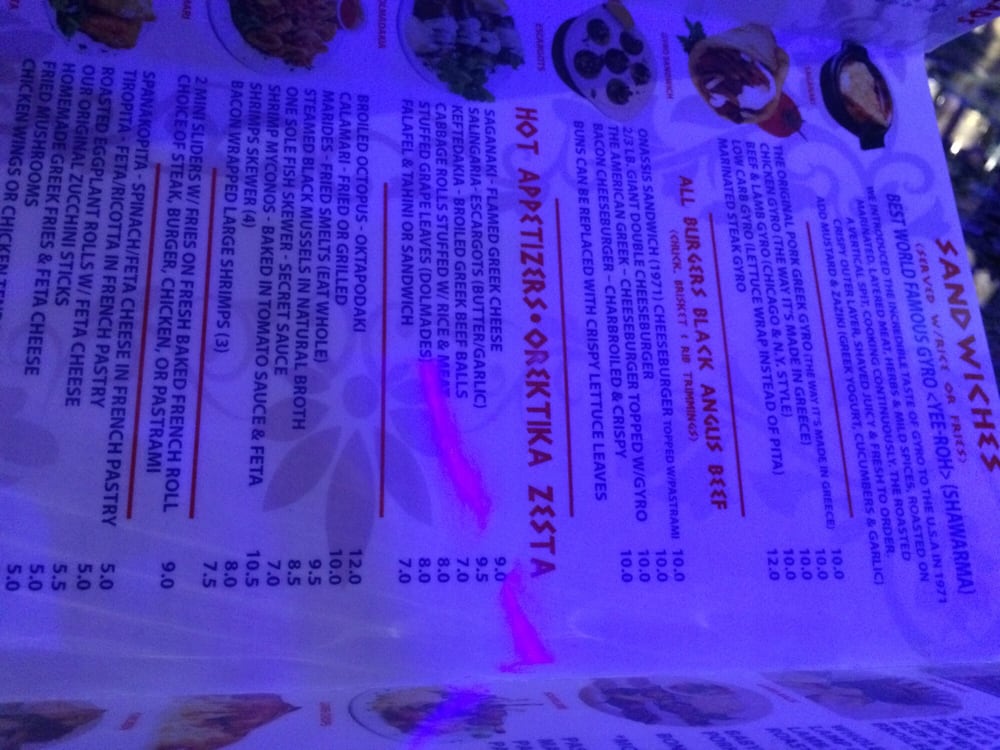 SANDWICHES
(SERVED W/RICE OR FRIES)
BEST WORLD FAMOUS GYRO <YEE-ROH> (SHAWARMA)
WE INTRODUCED THE INCREDIBLE TASTE OF GYRO TO THE U.S.A IN 1971
MARINATED, LAYERED MEAT, HERBS & MILD SPICES, ROASTED ON
A VERTICAL SPIT, COOKING CONTINUOUSLY. THE ROASTED
CRISPY OUTER LAYER, SHAVED JUICY & FRESH TO ORDER.
ADD MUSTARD & ZAZIKI (GREEK YOGURT, CUCUMBERS & GARLIC)
THE ORIGINAL PORK GREEK GYRO (THE WAY IT'S MADE IN GREECE) 10.0
CHICKEN GYRO (THE WAY IT'S MADE IN GREECE) 10.0
BEEF & LAMB GYRO (CHICAGO & N.Y. STYLE) 10.0
LOW CARB GYRO (LETTUCE WRAP INSTEAD OF PITA) 10.0
MARINATED STEAK GYRO 12.0
ALL BURGERS BLACK ANGUS BEEF
(CHUCK, BRISKET & RIB TRIMMINGS)
ONASSIS SANDWICH (1971) CHEESEBURGER TOPPED W/PASTRAMI 10.0
2/3 LB. GIANT DOUBLE CHEESEBURGER 10.0
THE AMERICAN GREEK - CHEESEBURGER TOPPED W/GYRO 10.0
BACON CHEESEBURGER - CHARBROILED & CRISPY 10.0
BUNS CAN BE REPLACED WITH CRISPY LETTUCE LEAVES
HOT APPETIZERS•OREKTIKA ZESTA
SAGANAKI - FLAMED GREEK CHEESE 9.0
SALINGARIA - ESCARGOTS (BUTTER/GARLIC) 9.5
KEFTEDAKIA - BROILED GREEK BEEF BALLS 7.0
CABBAGE ROLLS STUFFED W/ RICE & MEAT 8.0
STUFFED GRAPE LEAVES (DOLMADES) 8.0
FALAFEL & TAHINI OR SANDWICH 7.0
BROILED OCTOPUS - OKTAPODAKI 12.0
CALAMARI - FRIED OR GRILLED 10.0
MARIDES - FRIED SMELTS (EAT WHOLE) 9.5
STEAMED BLACK MUSSELS IN NATURAL BROTH 8.5
ONE SOLE FISH SKEWER - SECRET SAUCE 7.0
SHRIMP MYCONOS - BAKED IN TOMATO SAUCE & FETA 10.5
SHRIMPS SKEWER (4) 8.0
BACON WRAPPED LARGE SHRIMPS (3) 7.5
2 MINI SLIDERS W/ FRIES ON FRESH BAKED FRENCH ROLL
CHOICE OF STEAK, BURGER, CHICKEN, OR PASTRAMI 9.0
SPANAKOPITA - SPINACH/FETA CHEESE IN FRENCH PASTRY
TIROPITA - FETA/RICOTTA IN FRENCH PASTRY 5.0
ROASTED EGGPLANT ROLLS W/ FETA CHEESE 5.0
OUR ORIGINAL ZUCCHINI STICKS 5.5
HOMEMADE GREEK FRIES & FETA CHEESE 5.0
FRIED MUSHROOMS 5.0
CHICKEN WINGS OR CHICKEN
SAGANAKI
GYRO SANDWICH
ESCARGOTS